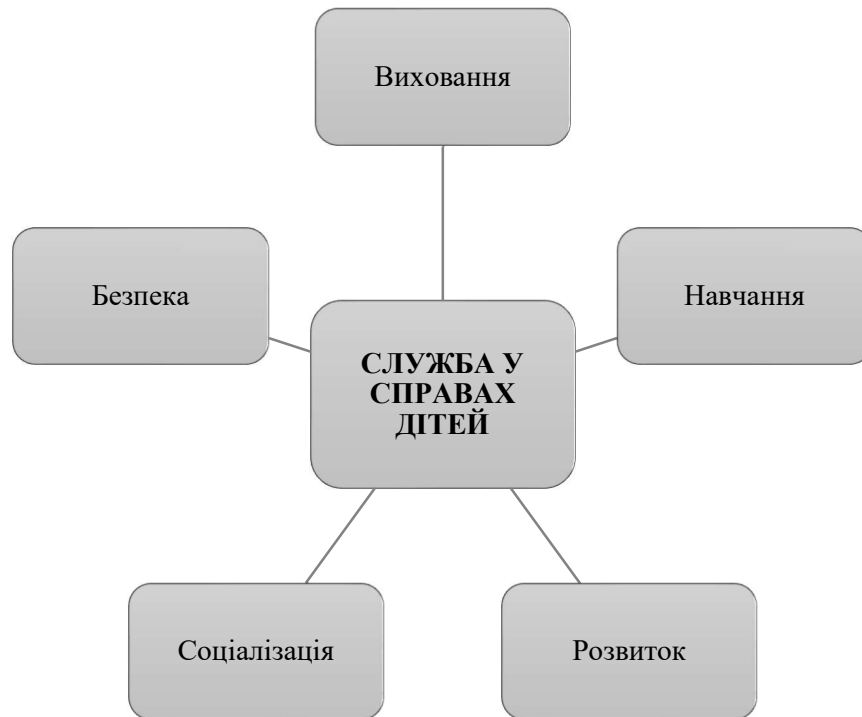 Виховання
Безпека
Навчання
СЛУЖБА У
СПРАВАХ
ДІТЕЙ
Соціалізація
Розвиток